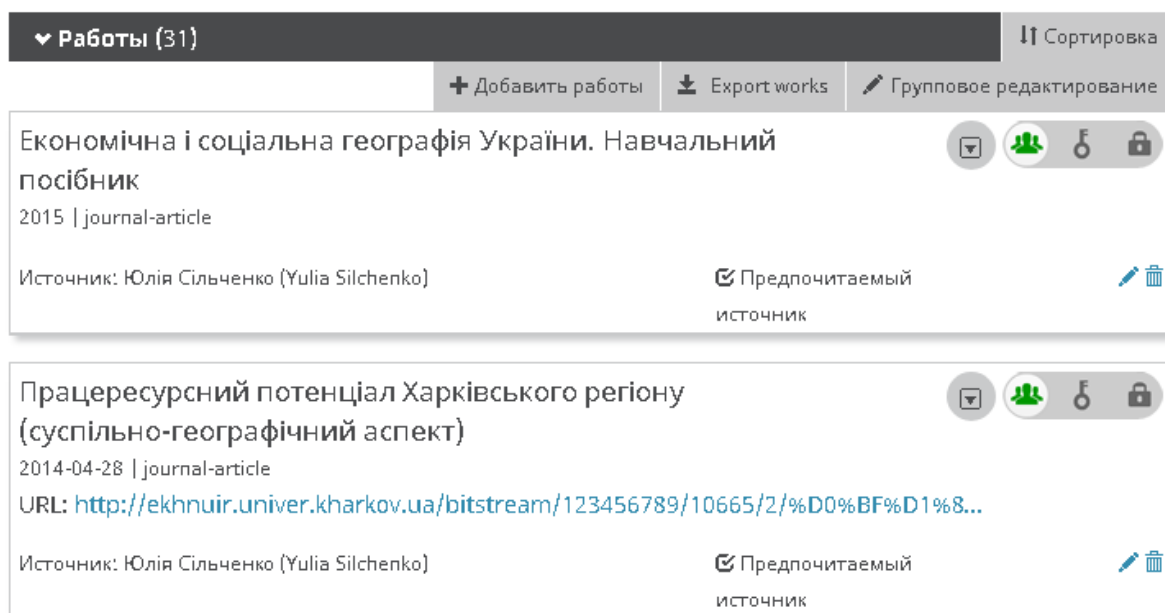 Работы (31)
Сортировка
Добавить работы
Export works
Групповое редактирование
Економічна і соціальна географія України. Навчальний
посібник
2015 | journal-article
Источник: Юлія Сільченко (Yulia Silchenko)
Предпочитаемый
источник
Працересурсний потенціал Харківського регіону
(суспільно-географічний аспект)
2014-04-28 | journal-article
URL: http://ekhnuir.univer.kharkov.ua/bitstream/123456789/10665/2/%D0%BF%D1%8...
Источник: Юлія Сільченко (Yulia Silchenko)
Предпочитаемый
источник